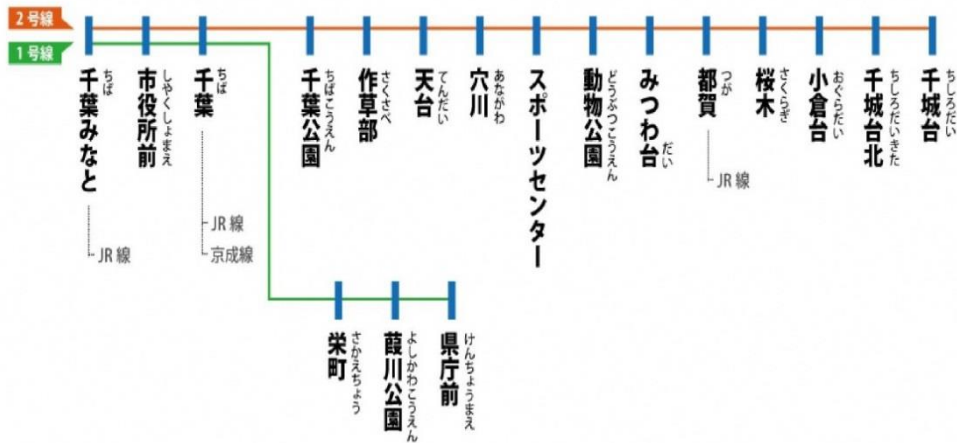 2号線
1号線
千葉みなと
ちば
JR線
市役所前
しやくしょまえ
千葉
ちば
JR線
京成線
千葉公園
ちばこうえん
作草部
さくさべ
天台
てんだい
穴川
あながわ
スポーツセンター
動物公園
どうぶつこうえん
みつわ台
だい
都賀
つが
JR線
桜木
さくらぎ
小倉台
おぐらだい
千城台北
ちしろだいきた
千城台
ちしろだい
栄町
さかえちょう
葭川公園
よしかわこうえん
県庁前
けんちょうまえ